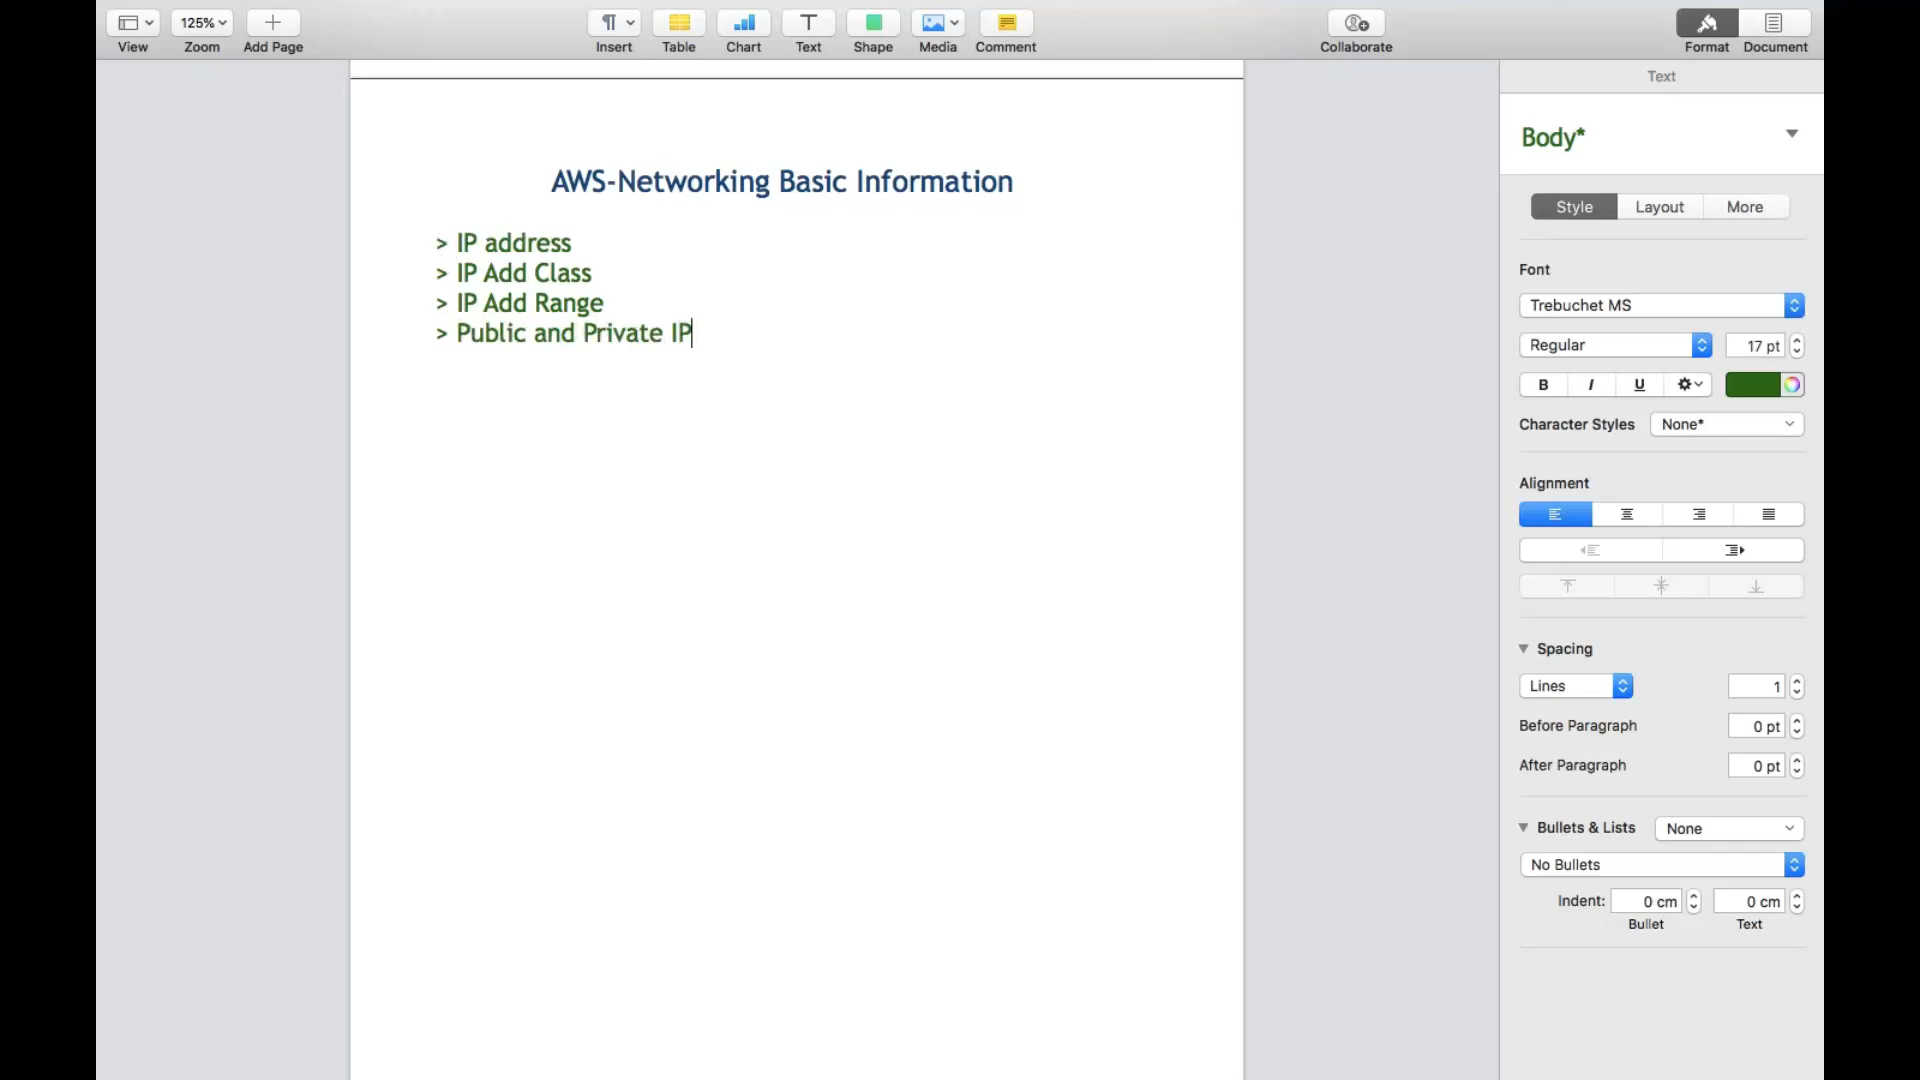 View
125%
Zoom
Add Page
Insert
Table
Chart
T
Text
Shape
Media
Comment
Collaborate
Format
Document
AWS-Networking Basic Information
> IP address
> IP Add Class
> IP Add Range
> Public and Private IP
Text
Body*
Style Layout More
Font
Trebuchet MS
Regular 17 pt
B I U
Character Styles None*
Alignment
Spacing
Lines 1
Before Paragraph 0 pt
After Paragraph 0 pt
Bullets & Lists None
No Bullets
Indent: 0 cm 0 cm
Bullet Text